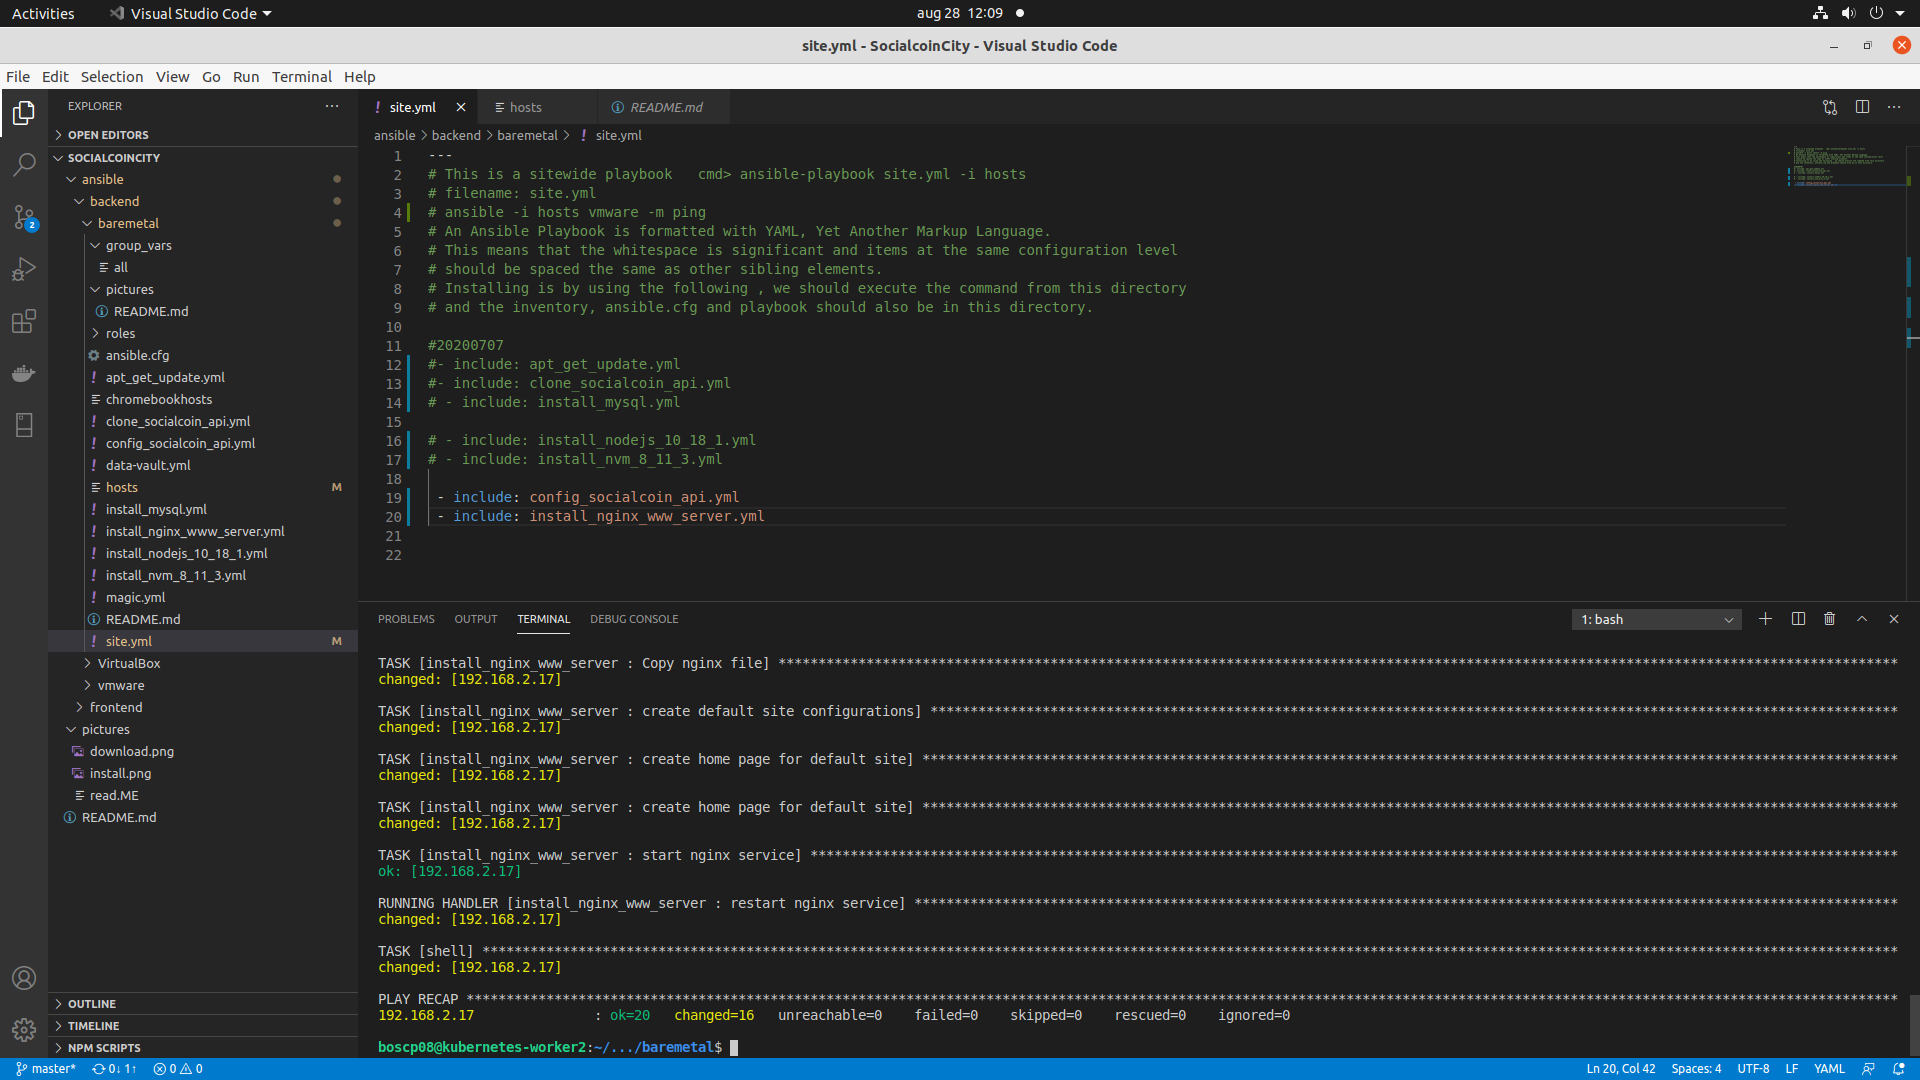 Activities
Visual Studio Code
aug 28 12:09
site.yml - SocialcoinCity - Visual Studio Code
File Edit Selection View Go Run Terminal Help
EXPLORER
OPEN EDITORS
SOCIALCOINCITY
ansible
backend
baremetal
group_vars
all
pictures
README.md
roles
ansible.cfg
apt_get_update.yml
chromebookhosts
clone_socialcoin_api.yml
config_socialcoin_api.yml
data-vault.yml
hosts M
install_mysql.yml
install_nginx_www_server.yml
install_nodejs_10_18_1.yml
install_nvm_8_11_3.yml
magic.yml
README.md
site.yml M
VirtualBox
vmware
frontend
pictures
download.png
install.png
read.ME
README.md
OUTLINE
TIMELINE
NPM SCRIPTS
2
! site.yml
hosts
README.md
ansible > backend > baremetal > ! site.yml
1 ---
2 # This is a sitewide playbook   cmd> ansible-playbook site.yml -i hosts
3 # filename: site.yml
4 # ansible -i hosts vmware -m ping
5 # An Ansible Playbook is formatted with YAML, Yet Another Markup Language.
6 # This means that the whitespace is significant and items at the same configuration level
7 # should be spaced the same as other sibling elements.
8 # Installing is by using the following , we should execute the command from this directory
9 # and the inventory, ansible.cfg and playbook should also be in this directory.
10
11 #20200707
12 #- include: apt_get_update.yml
13 #- include: clone_socialcoin_api.yml
14 # - include: install_mysql.yml
15
16 # - include: install_nodejs_10_18_1.yml
17 # - include: install_nvm_8_11_3.yml
18
19 - include: config_socialcoin_api.yml
20 - include: install_nginx_www_server.yml
21
22
PROBLEMS OUTPUT TERMINAL DEBUG CONSOLE
1: bash
TASK [install_nginx_www_server : Copy nginx file] ********************************************************************************************************************************************
changed: [192.168.2.17]
TASK [install_nginx_www_server : create default site configurations] *************************************************************************************************************************
changed: [192.168.2.17]
TASK [install_nginx_www_server : create home page for default site] **************************************************************************************************************************
changed: [192.168.2.17]
TASK [install_nginx_www_server : create home page for default site] **************************************************************************************************************************
changed: [192.168.2.17]
TASK [install_nginx_www_server : start nginx service] ****************************************************************************************************************************************
ok: [192.168.2.17]
RUNNING HANDLER [install_nginx_www_server : restart nginx service] ***************************************************************************************************************************
changed: [192.168.2.17]
TASK [shell] *********************************************************************************************************************************************************************************
changed: [192.168.2.17]
PLAY RECAP ***********************************************************************************************************************************************************************************
192.168.2.17               : ok=20   changed=16   unreachable=0    failed=0    skipped=0    rescued=0    ignored=0
boscp08@kubernetes-worker2:~/.../baremetal$
master* 0↓ 1↑ 0 0
Ln 20, Col 42 Spaces: 4 UTF-8 LF YAML